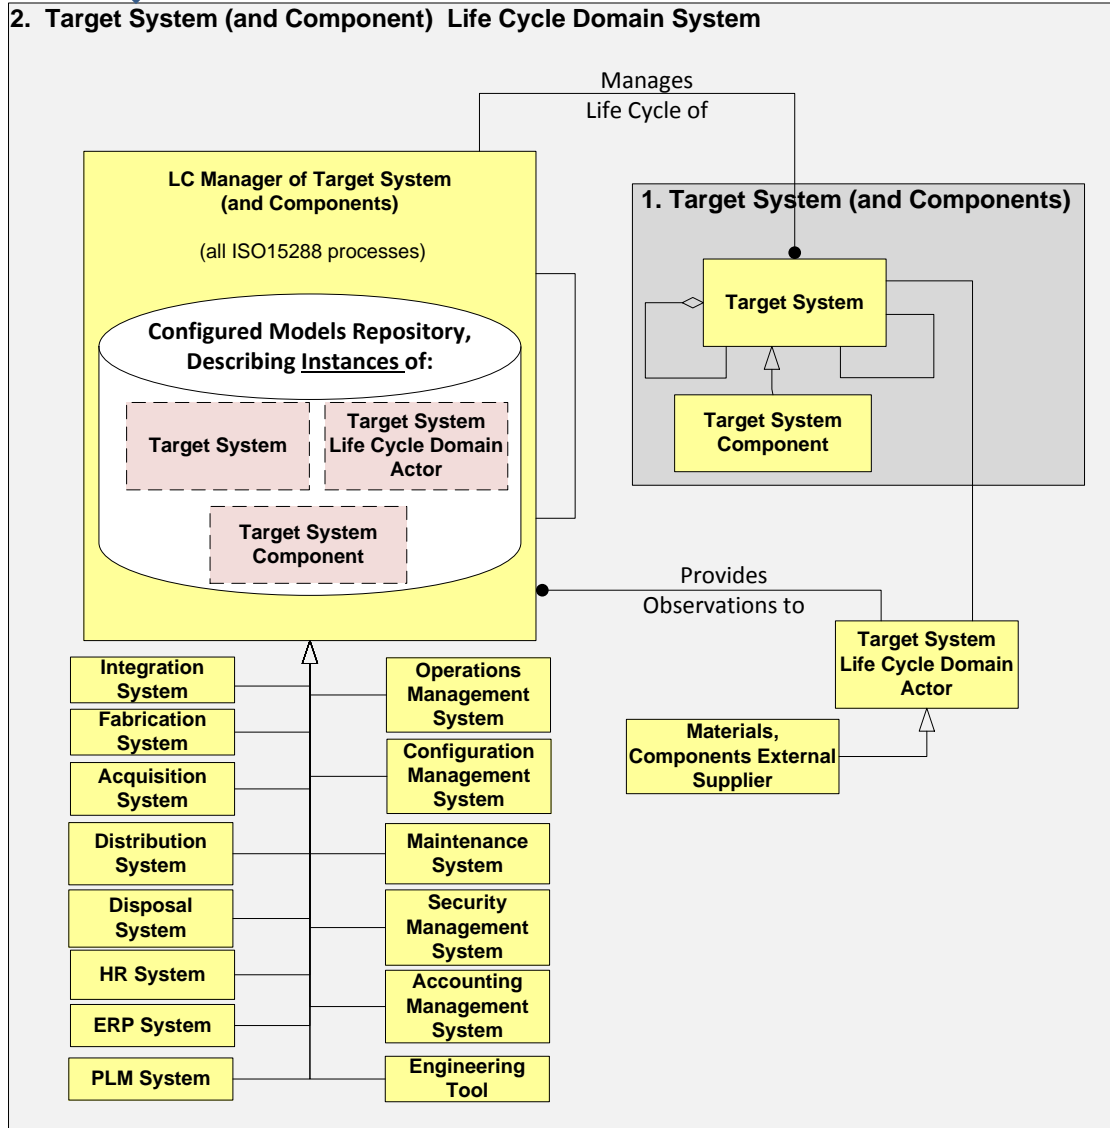 2. Target System (and Component) Life Cycle Domain System
Manages
Life Cycle of
LC Manager of Target System
(and Components)
(all ISO15288 processes)
Configured Models Repository,
Describing Instances of:
Target System
Target System
Life Cycle Domain
Actor
Target System
Component
1. Target System (and Components)
Target System
Target System
Component
Provides
Observations to
Target System
Life Cycle Domain
Actor
Materials,
Components External
Supplier
Integration
System
Fabrication
System
Acquisition
System
Distribution
System
Disposal
System
HR System
ERP System
PLM System
Operations
Management
System
Configuration
Management
System
Maintenance
System
Security
Management
System
Accounting
Management
System
Engineering
Tool